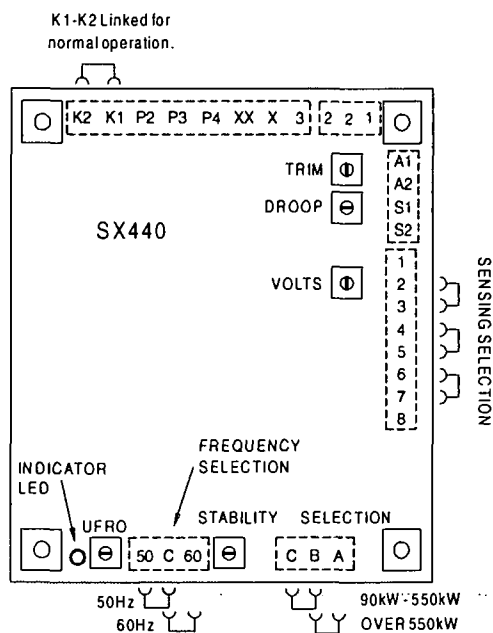 K1-K2 Linked for
normal operation.
K2 K1 P2 P3 P4 XX X 3 2 2 1
TRIM
DROOP
A1
A2
S1
S2
SX440
VOLTS
1
2
3
4
5
6
7
8
SENSING SELECTION
FREQUENCY
SELECTION
INDICATOR
LED
UFRO
STABILITY SELECTION
50 C 60
C B A
50Hz
60Hz
90kW-550kW
OVER 550kW